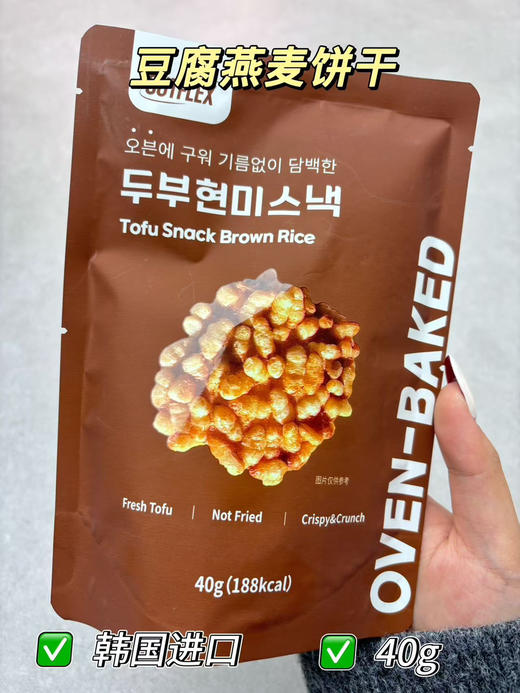 豆腐燕麦饼干
오븐에 구워 기름없이 담백한
두부현미스낵
Tofu Snack Brown Rice
OVEN-BAKED
图片仅供参考
Fresh Tofu | Not Fried | Crispy&Crunch
40g(188kcal)
✅ 韩国进口 ✅ 40g